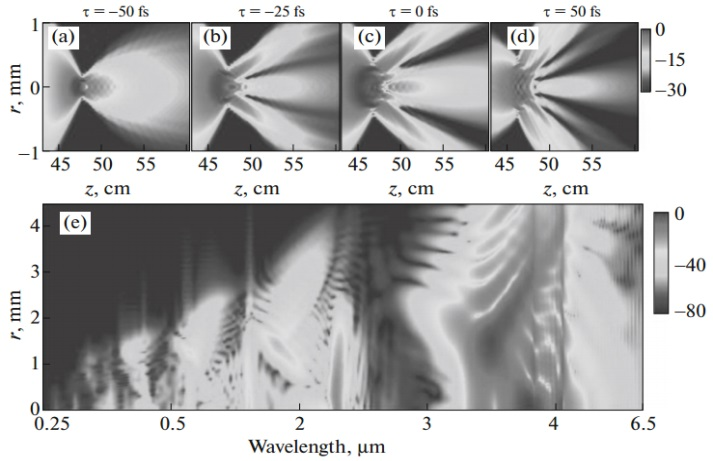 τ = −50 fs τ = −25 fs τ = 0 fs τ = 50 fs
1 (a) (b) (c) (d) 0
r, mm 0 −15
−30
−1
45 50 55 45 50 55 45 50 55 45 50 55
z, cm z, cm z, cm z, cm
4 (e) 0
3
r, mm 2 −40
1
0 −80
0.25 0.5 2 3 4 6.5
Wavelength, μm